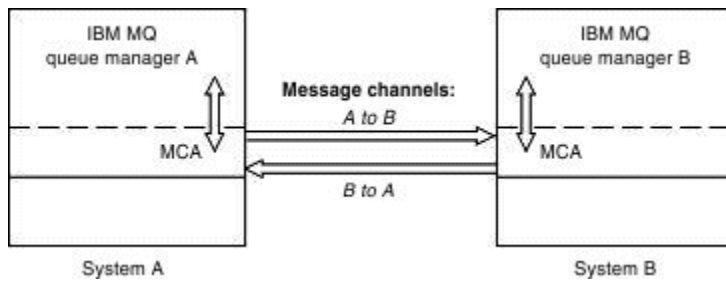 IBM MQ
queue manager A
IBM MQ
queue manager B
Message channels:
A to B
MCA
MCA
B to A
System A
System B